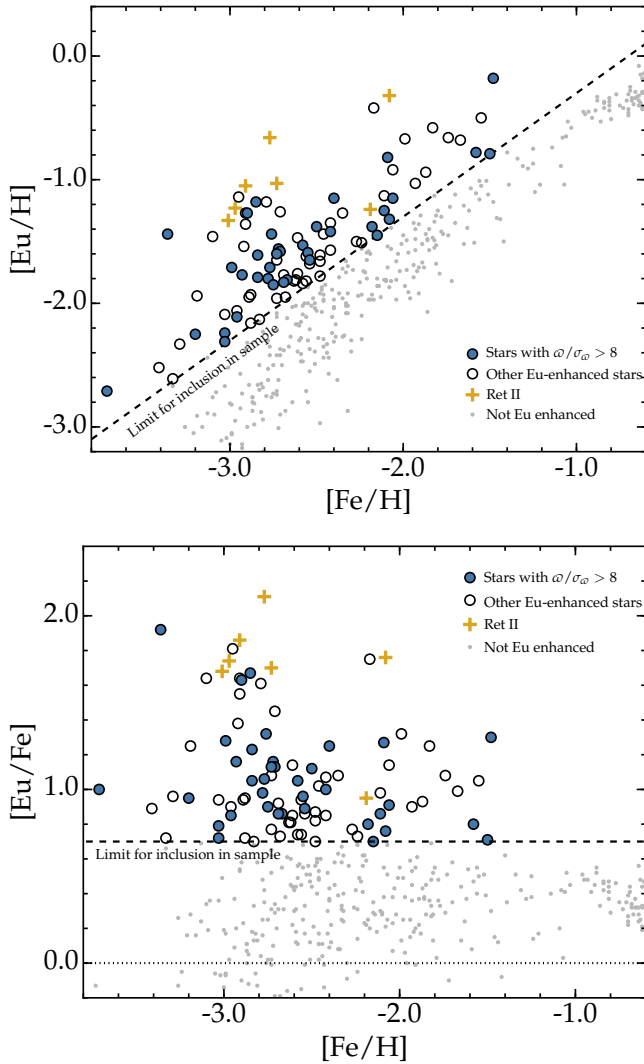 0.0
-1.0
-2.0
-3.0
[Eu/H]
Limit for inclusion in sample
Stars with ϖ/σϖ > 8
Other Eu-enhanced stars
Ret II
Not Eu enhanced
-3.0 -2.0 -1.0
[Fe/H]
2.0
1.0
0.0
[Eu/Fe]
Stars with ϖ/σϖ > 8
Other Eu-enhanced stars
Ret II
Not Eu enhanced
Limit for inclusion in sample
-3.0 -2.0 -1.0
[Fe/H]